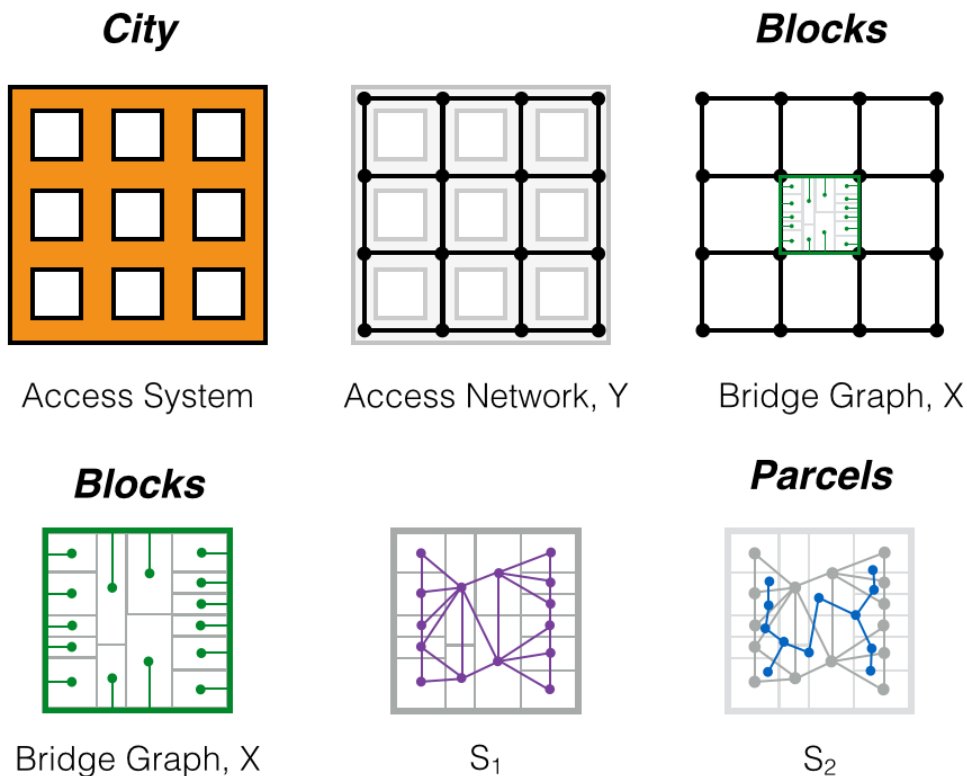 City
Blocks
Access System
Access Network, Y
Bridge Graph, X
Blocks
Parcels
Bridge Graph, X
S₁
S₂